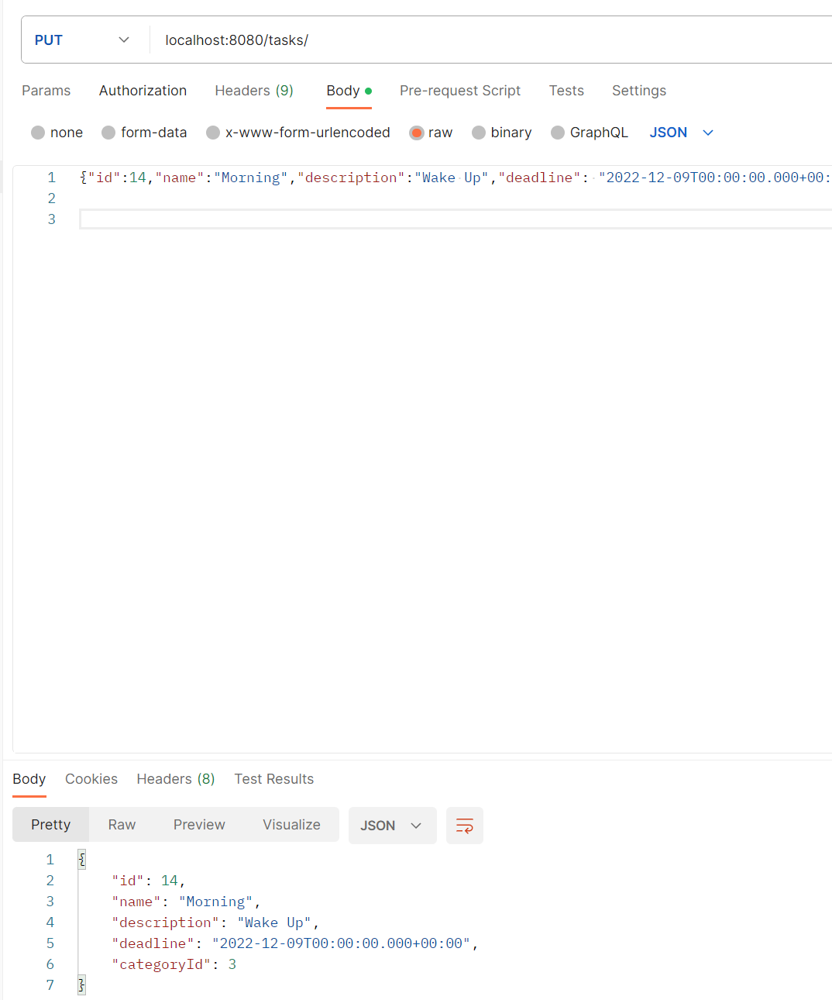 PUT localhost:8080/tasks/
Params Authorization Headers (9) Body Pre-request Script Tests Settings
none form-data x-www-form-urlencoded raw binary GraphQL JSON
1 {"id":14,"name":"Morning","description":"Wake Up","deadline": "2022-12-09T00:00:00.000+00:
2
3
Body Cookies Headers (8) Test Results
Pretty Raw Preview Visualize JSON
1 {
2 "id": 14,
3 "name": "Morning",
4 "description": "Wake Up",
5 "deadline": "2022-12-09T00:00:00.000+00:00",
6 "categoryId": 3
7 }